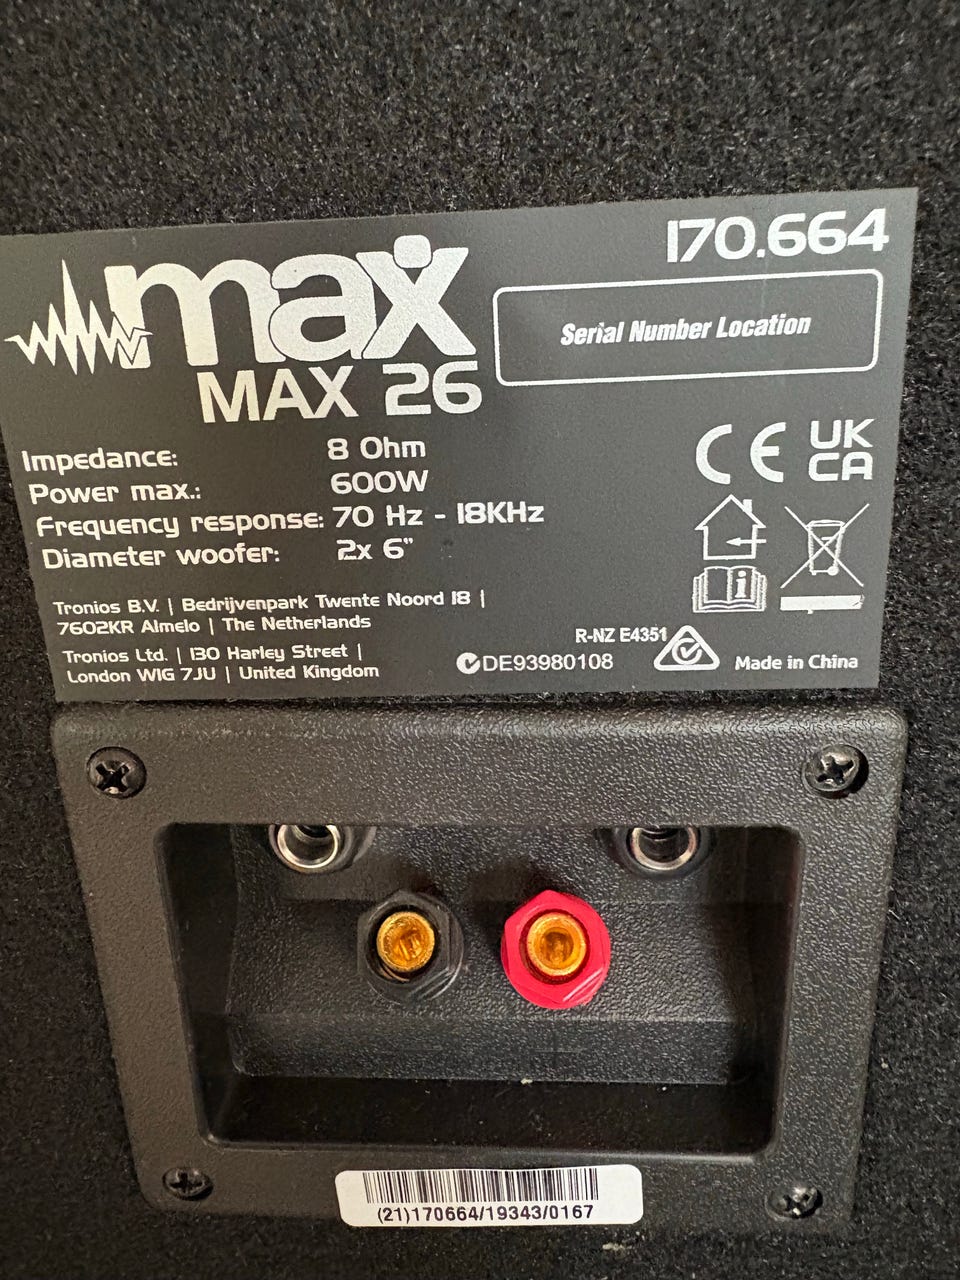 170.664
max
MAX 26
Serial Number Location
Impedance: 8 Ohm
Power max.: 600W
Frequency response: 70 Hz - 18KHz
Diameter woofer: 2x 6"
CE
UK
CA
i
Tronios B.V. | Bedrijvenpark Twente Noord 18 |
7602KR Almelo | The Netherlands
Tronios Ltd. | 130 Harley Street |
London W1G 7JU | United Kingdom
R-NZ E4351
DE93980108
Made in China
(21)170664/19343/0167